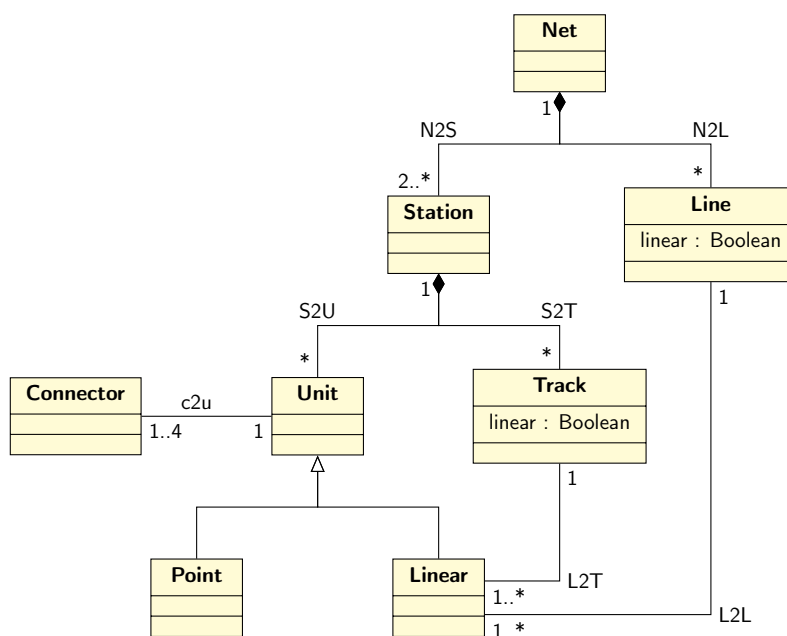 Net
1
N2S
N2L
2..*
*
Station
Line
linear : Boolean
1
1
S2U
S2T
*
*
Connector
c2u
Unit
Track
linear : Boolean
1..4
1
1
Point
Linear
L2T
1..*
L2L
1..*